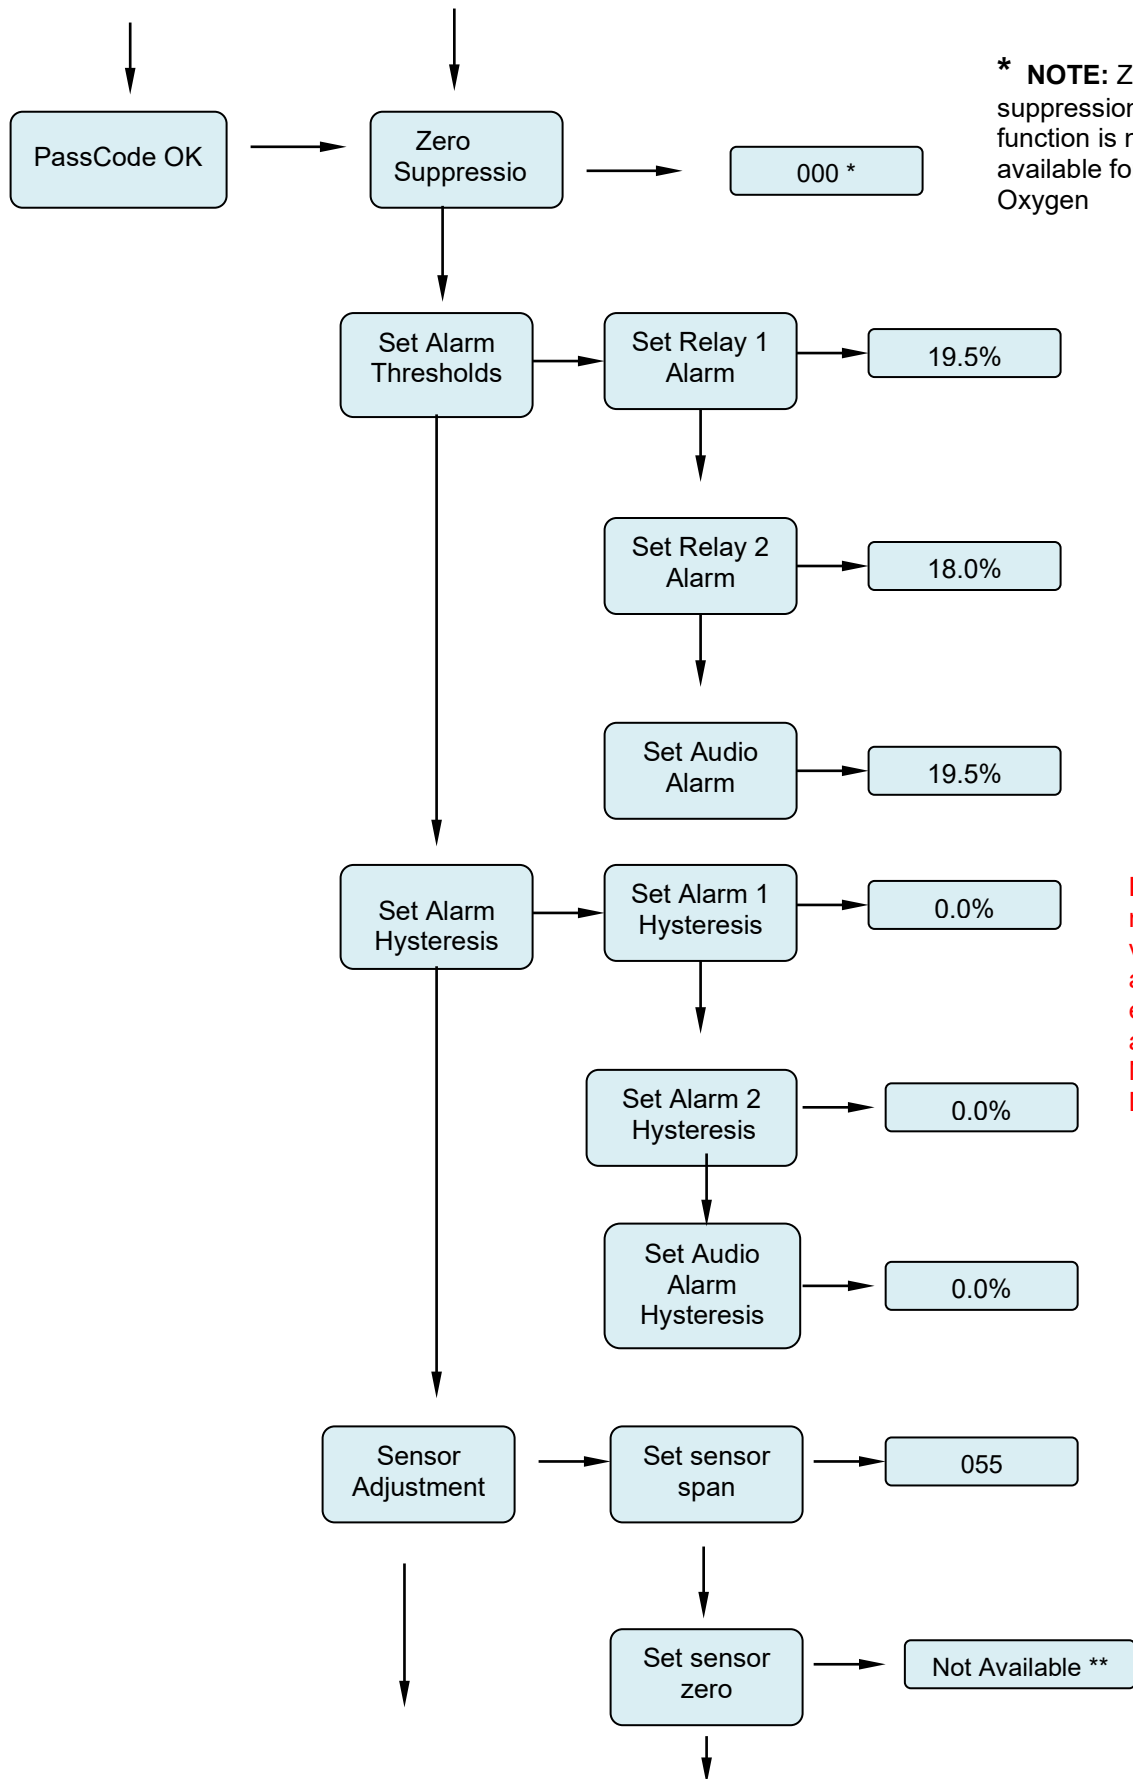 * NOTE: Z
suppression
function is n
available fo
Oxygen
PassCode OK
Zero
Suppressio
000 *
Set Alarm
Thresholds
Set Relay 1
Alarm
19.5%
Set Relay 2
Alarm
18.0%
Set Audio
Alarm
19.5%
Set Alarm
Hysteresis
Set Alarm 1
Hysteresis
0.0%
Set Alarm 2
Hysteresis
0.0%
Set Audio
Alarm
Hysteresis
0.0%
Sensor
Adjustment
Set sensor
span
055
Set sensor
zero
Not Available **